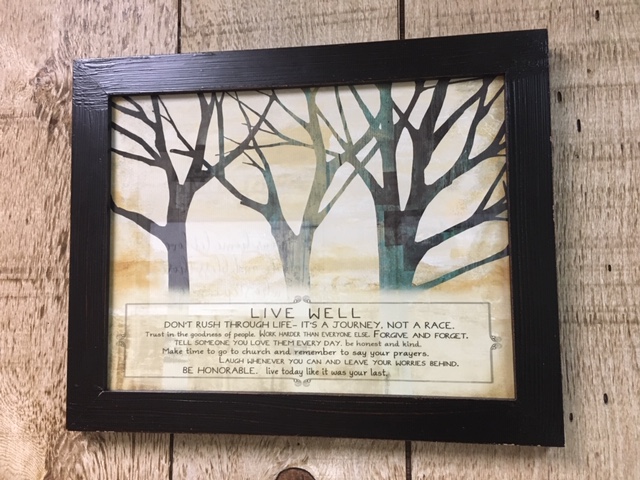 LIVE WELL
DON'T RUSH THROUGH LIFE- IT'S A JOURNEY, NOT A RACE.
Trust in the goodness of people. WORK HARDER THAN EVERYONE ELSE. FORGIVE AND FORGET.
TELL SOMEONE YOU LOVE THEM EVERY DAY. be honest and kind.
Make time to go to church and remember to say your prayers.
LAUGH WHENEVER YOU CAN AND LEAVE YOUR WORRIES BEHIND.
BE HONORABLE. live today like it was your last.